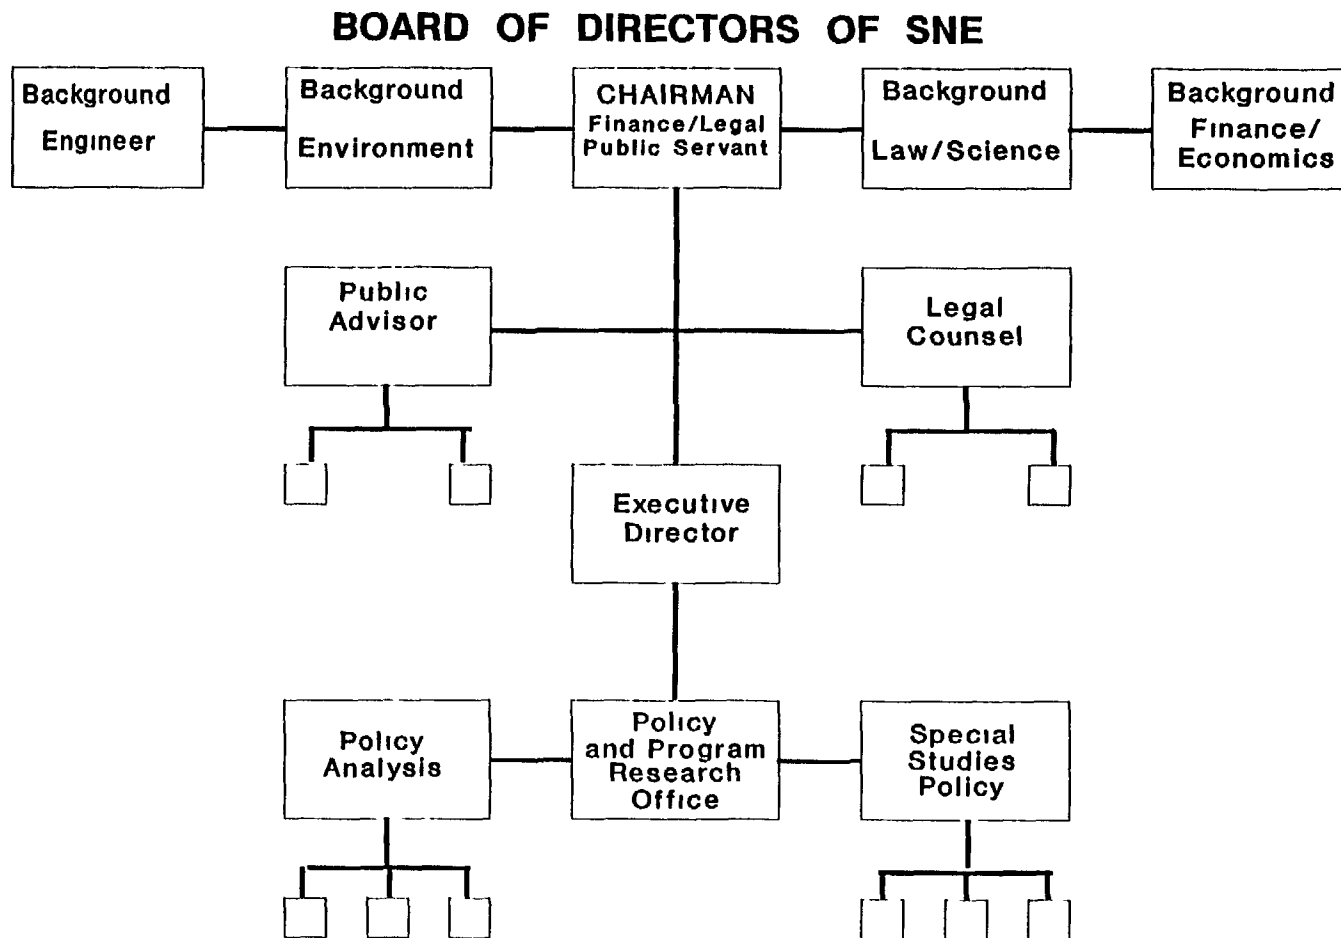 BOARD OF DIRECTORS OF SNE
Background
Engineer
Background
Environment
CHAIRMAN
Finance/Legal
Public Servant
Background
Law/Science
Background
Finance/
Economics
Public
Advisor
Legal
Counsel
Executive
Director
Policy
Analysis
Policy
and Program
Research
Office
Special
Studies
Policy